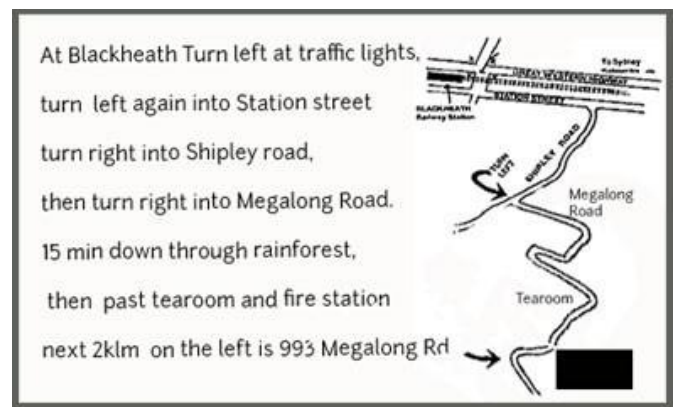 At Blackheath Turn left at traffic lights,
turn left again into Station street
turn right into Shipley road,
then turn right into Megalong Road.
15 min down through rainforest,
then past tearoom and fire station
next 2klm on the left is 993 Megalong Rd
To Sydney
GREAT WESTERN HIGHWAY
STATION STREET
BLACKHEATH
Railway Station
SHIPLEY ROAD
TURN
LEFT
Megalong
Road
Tearoom